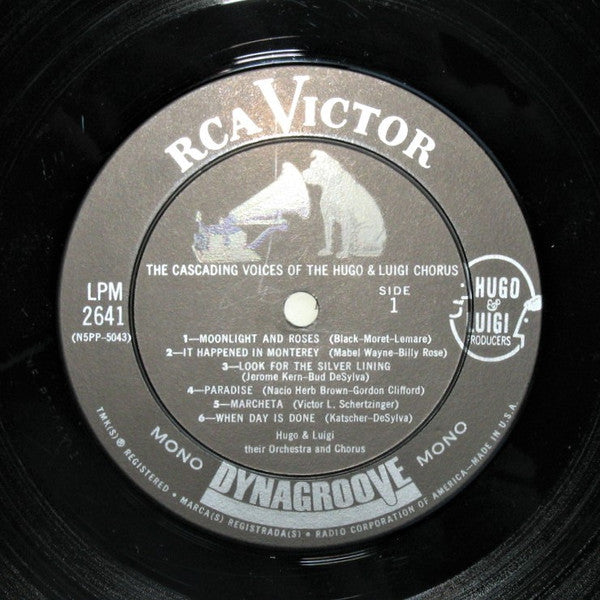 RCA VICTOR
THE CASCADING VOICES OF THE HUGO & LUIGI CHORUS
LPM
2641
(N5PP-5043)
SIDE
1
HUGO
&
LUIGI
PRODUCERS
1—MOONLIGHT AND ROSES (Black-Moret-Lemare)
2—IT HAPPENED IN MONTEREY (Mabel Wayne-Billy Rose)
3—LOOK FOR THE SILVER LINING
(Jerome Kern-Bud DeSylva)
4—PARADISE (Nacio Herb Brown-Gordon Clifford)
5—MARCHETA (Victor L. Schertzinger)
6—WHEN DAY IS DONE (Katscher-DeSylva)
Hugo & Luigi
their Orchestra and Chorus
MONO
DYNAGROOVE
MONO
TMK(S) ® REGISTERED • MARCA(S) REGISTRADA(S) • RADIO CORPORATION OF AMERICA—MADE IN U.S.A.